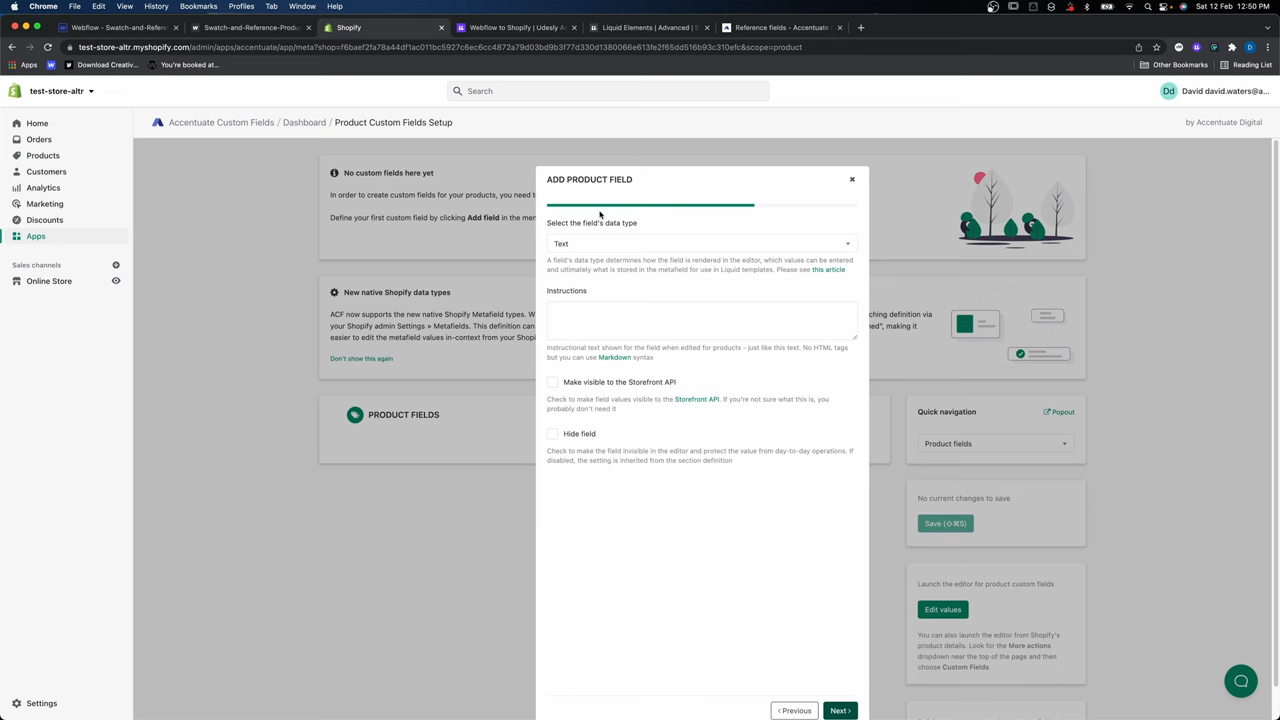 Chrome File Edit View History Bookmarks Profiles Tab Window Help
Sat 12 Feb 12:50 PM
Webflow - Swatch-and-Refere
Swatch-and-Reference-Produ
Shopify
Webflow to Shopify | Udesly A
Liquid Elements | Advanced | S
Reference fields – Accentuate
test-store-altr.myshopify.com/admin/apps/accentuate/app/meta?shop=f6baef2fa78a44df1ac011bc5927c6ec6cc4872a79d03bd9b3f77d330d1380066e613fe2f65dd516b93c310efc&scope=product
Apps
Download Creativ...
You're booked at...
Other Bookmarks
Reading List
test-store-altr
Search
Dd
David david.waters@a...
Home
Orders
Products
Customers
Analytics
Marketing
Discounts
Apps
Sales channels
Online Store
Settings
Accentuate Custom Fields / Dashboard / Product Custom Fields Setup
by Accentuate Digital
No custom fields here yet
In order to create custom fields for your products, you need to
Define your first custom field by clicking Add field in the men
New native Shopify data types
ACF now supports the new native Shopify Metafield types. W
your Shopify admin Settings » Metafields. This definition can
easier to edit the metafield values in-context from your Shopi
ching definition via
ed", making it
Don't show this again
PRODUCT FIELDS
ADD PRODUCT FIELD
Select the field's data type
Text
A field's data type determines how the field is rendered in the editor, which values can be entered
and ultimately what is stored in the metafield for use in Liquid templates. Please see this article
Instructions
Instructional text shown for the field when edited for products - just like this text. No HTML tags
but you can use Markdown syntax
Make visible to the Storefront API
Check to make field values visible to the Storefront API. If you're not sure what this is, you
probably don't need it
Hide field
Check to make the field invisible in the editor and protect the value from day-to-day operations. If
disabled, the setting is inherited from the section definition
‹ Previous
Next ›
Quick navigation
Popout
Product fields
No current changes to save
Save (⇧⌘S)
Launch the editor for product custom fields
Edit values
You can also launch the editor from Shopify's
product details. Look for the More actions
dropdown near the top of the page and then
choose Custom Fields